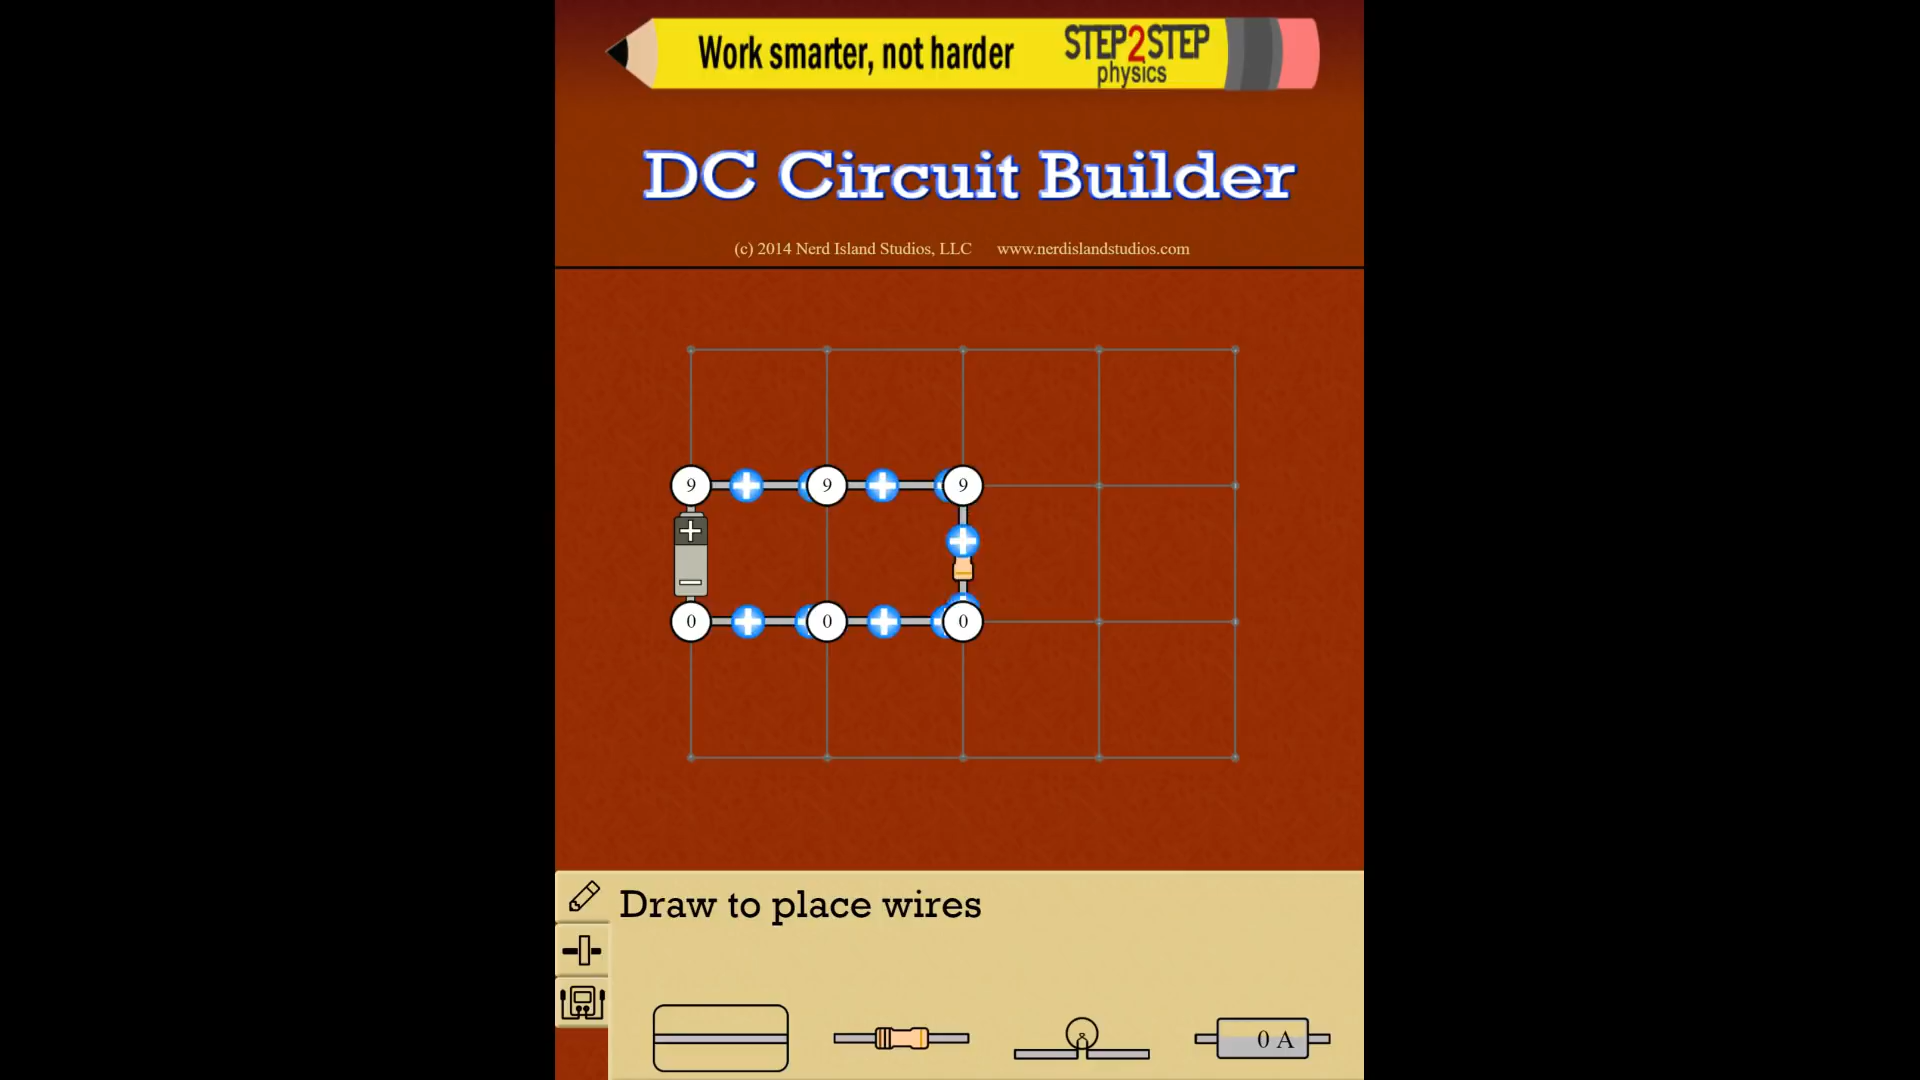 Work smarter, not harder
STEP2STEP
physics
DC Circuit Builder
(c) 2014 Nerd Island Studios, LLC www.nerdislandstudios.com
9 9 9
0 0 0
Draw to place wires
0 A